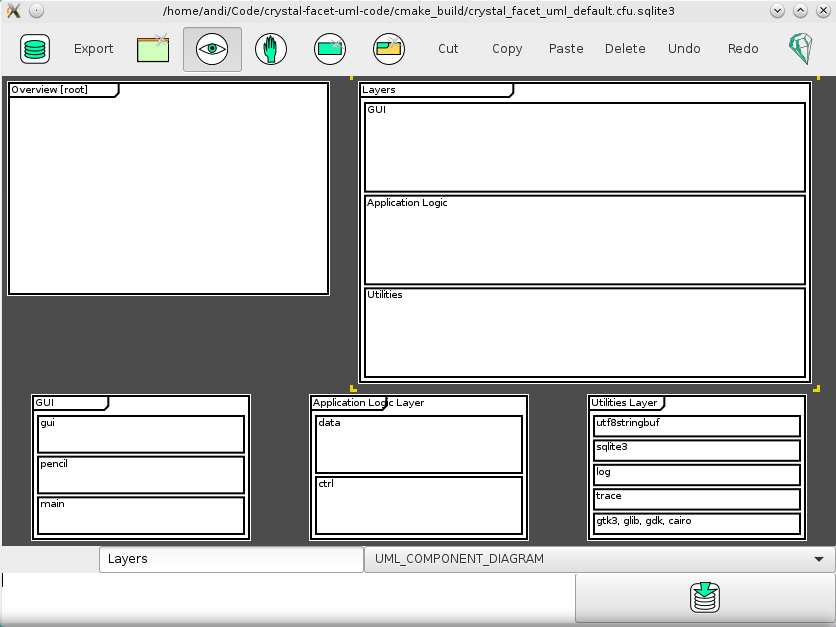 /home/andi/Code/crystal-facet-uml-code/cmake_build/crystal_facet_uml_default.cfu.sqlite3
Export Cut Copy Paste Delete Undo Redo
Overview [root]
Layers
GUI
Application Logic
Utilities
GUI
gui
pencil
main
Application Logic Layer
data
ctrl
Utilities Layer
utf8stringbuf
sqlite3
log
trace
gtk3, glib, gdk, cairo
Layers
UML_COMPONENT_DIAGRAM